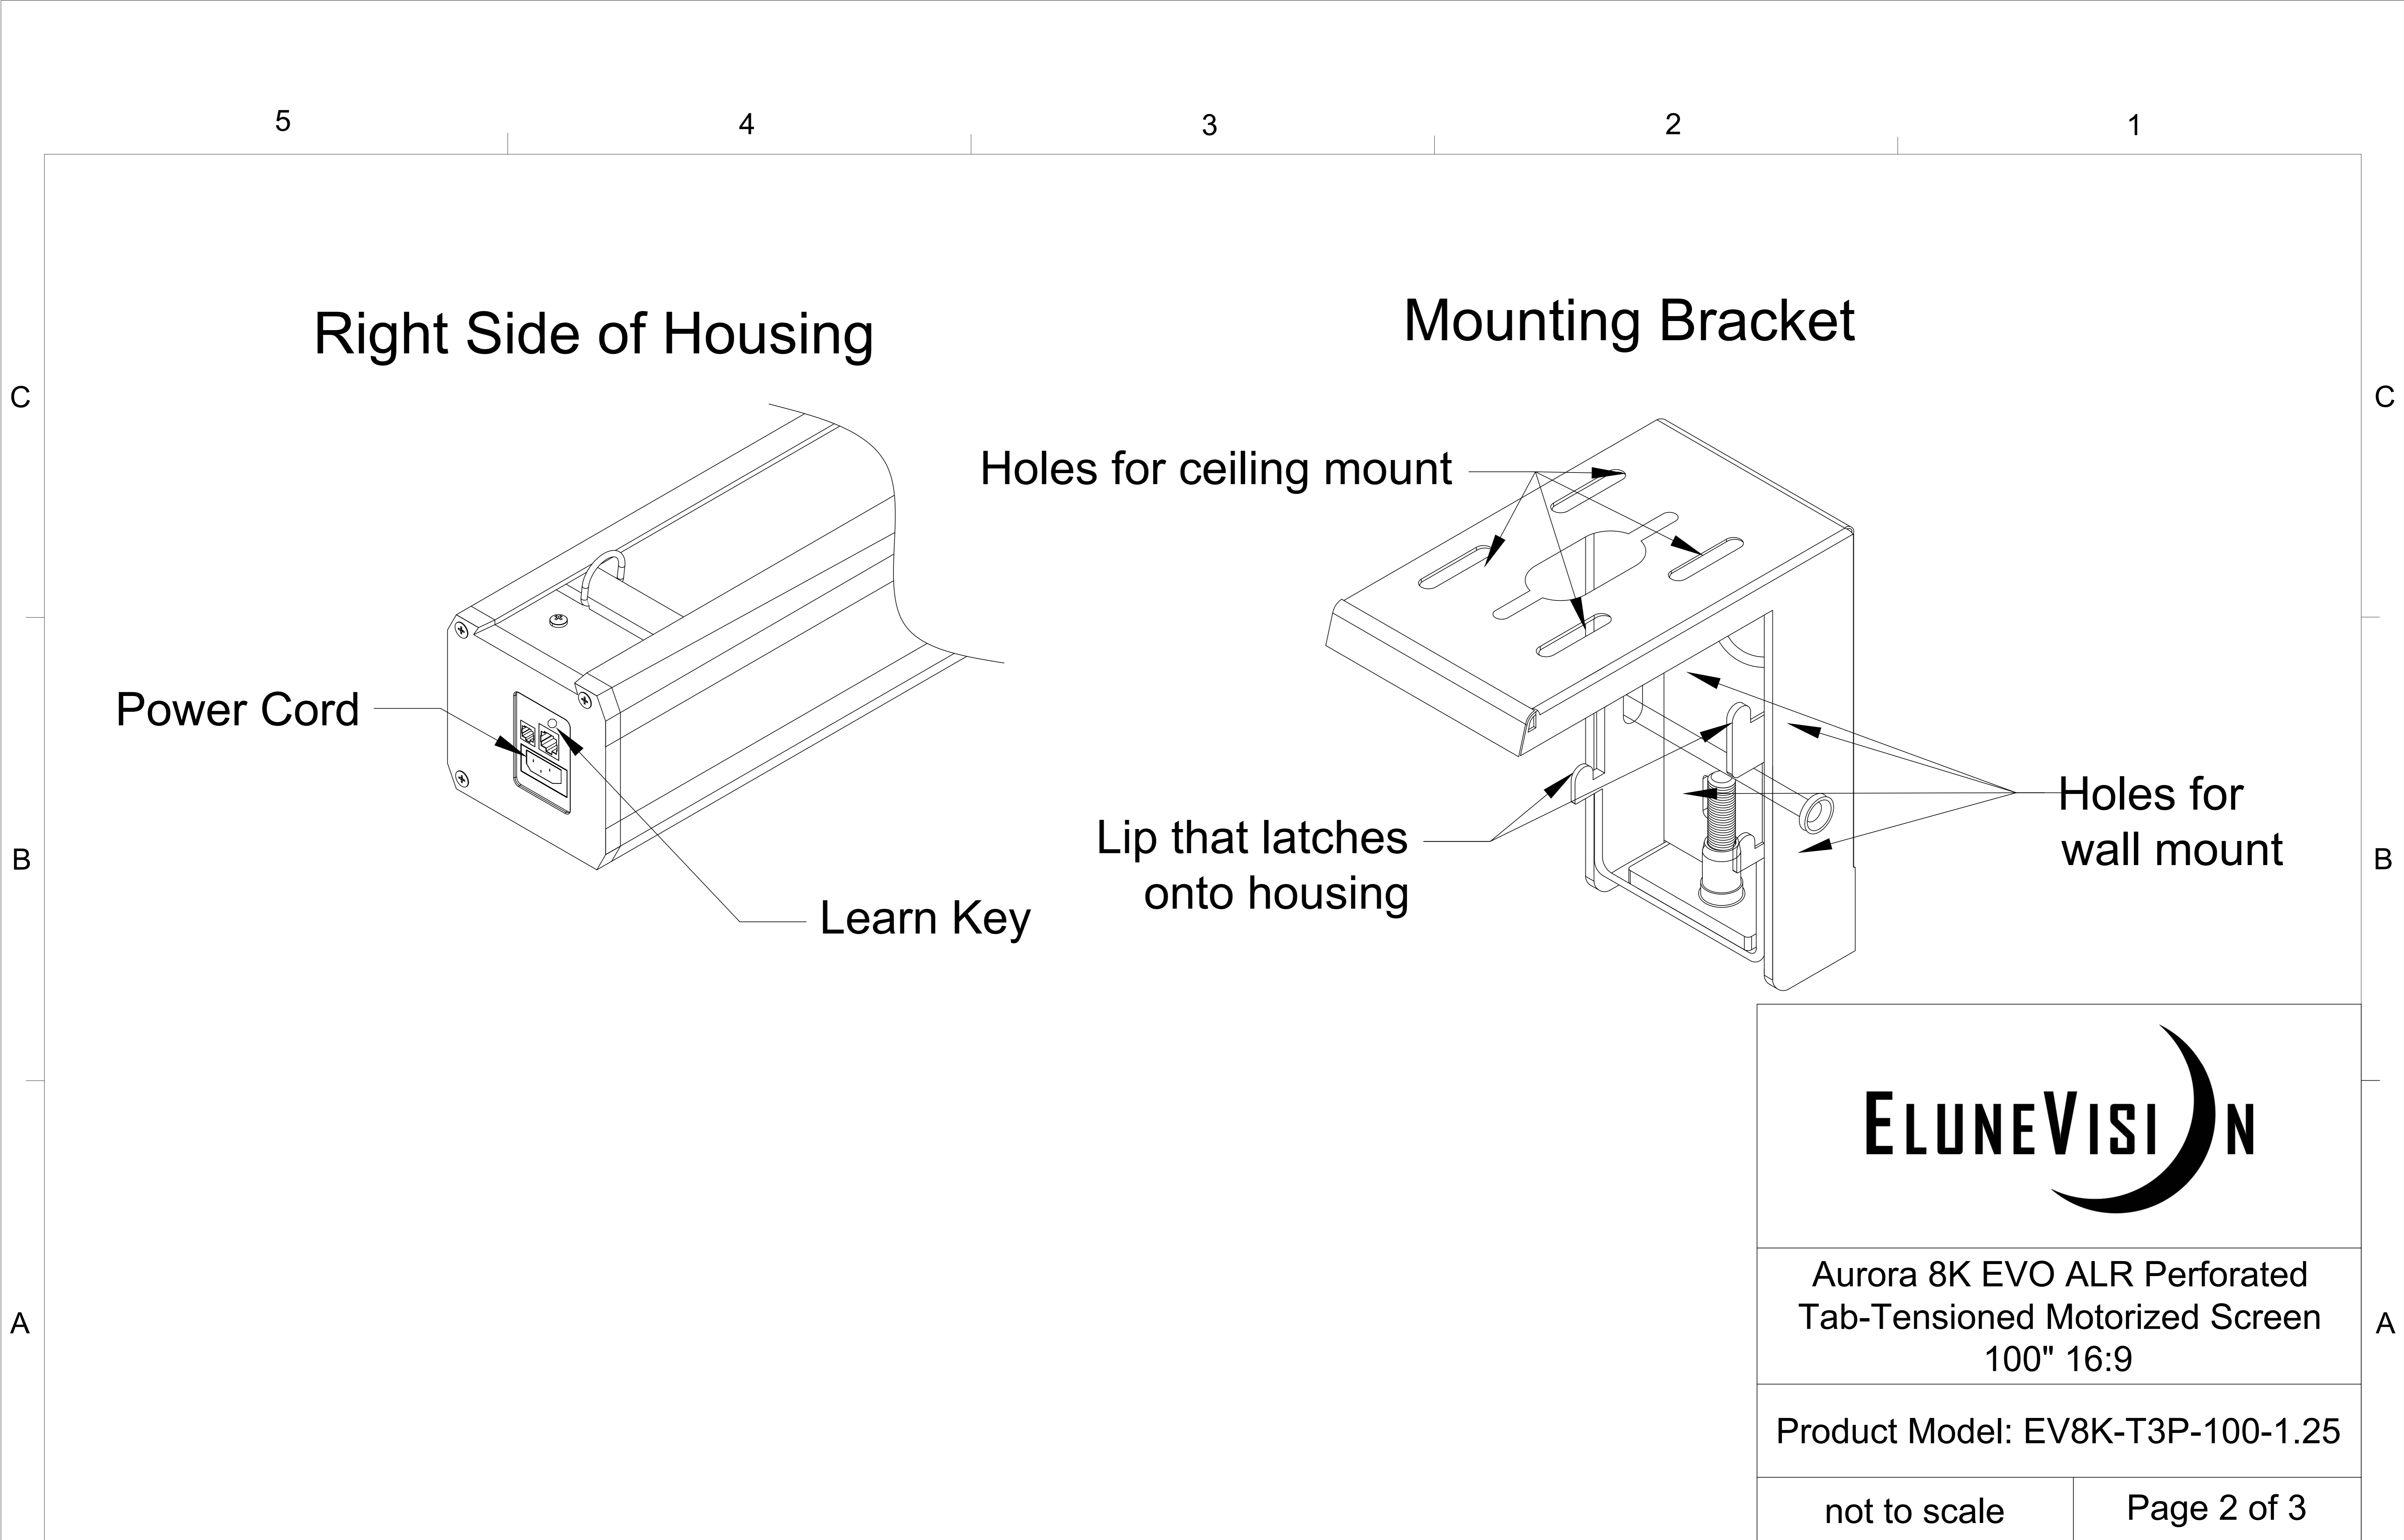 5 4 3 2 1
Right Side of Housing
Mounting Bracket
C C
Holes for ceiling mount
Power Cord
Holes for
wall mount
Lip that latches
onto housing
B B
Learn Key
ELUNEVISION
Aurora 8K EVO ALR Perforated
Tab-Tensioned Motorized Screen
100" 16:9
A A
Product Model: EV8K-T3P-100-1.25
not to scale
Page 2 of 3